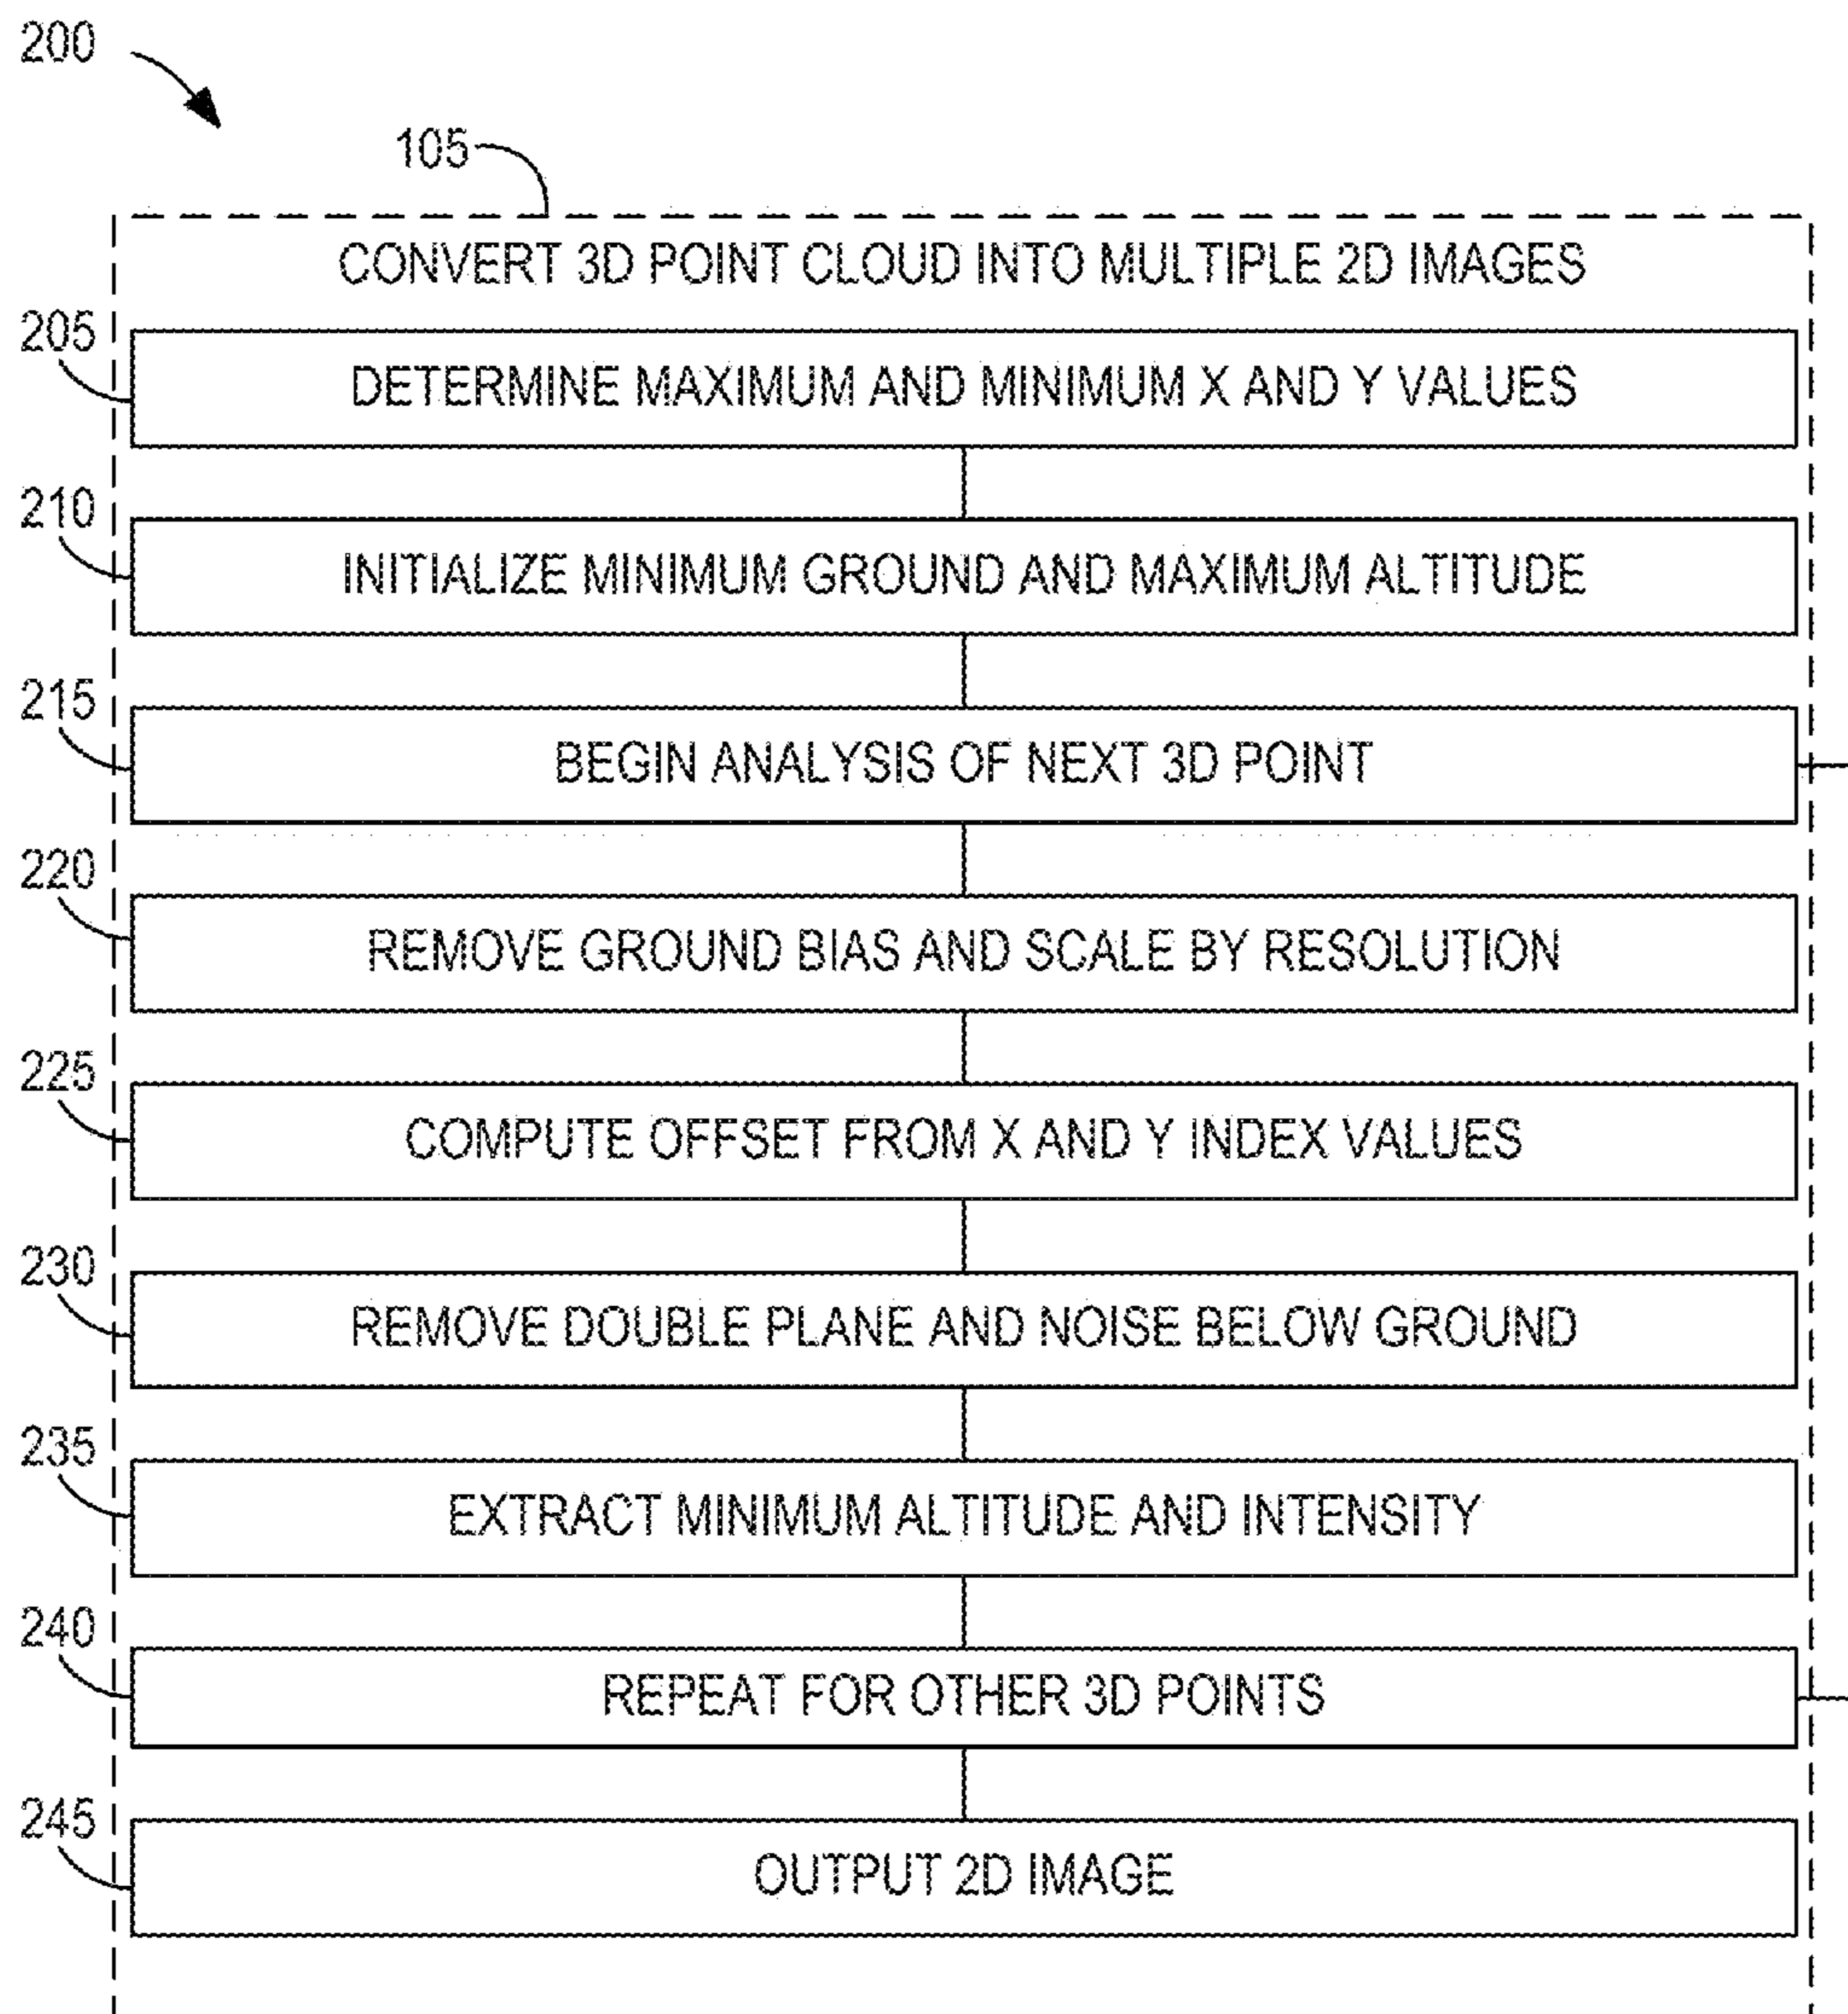 200
105
CONVERT 3D POINT CLOUD INTO MULTIPLE 2D IMAGES
205
DETERMINE MAXIMUM AND MINIMUM X AND Y VALUES
210
INITIALIZE MINIMUM GROUND AND MAXIMUM ALTITUDE
215
BEGIN ANALYSIS OF NEXT 3D POINT
220
REMOVE GROUND BIAS AND SCALE BY RESOLUTION
225
COMPUTE OFFSET FROM X AND Y INDEX VALUES
230
REMOVE DOUBLE PLANE AND NOISE BELOW GROUND
235
EXTRACT MINIMUM ALTITUDE AND INTENSITY
240
REPEAT FOR OTHER 3D POINTS
245
OUTPUT 2D IMAGE